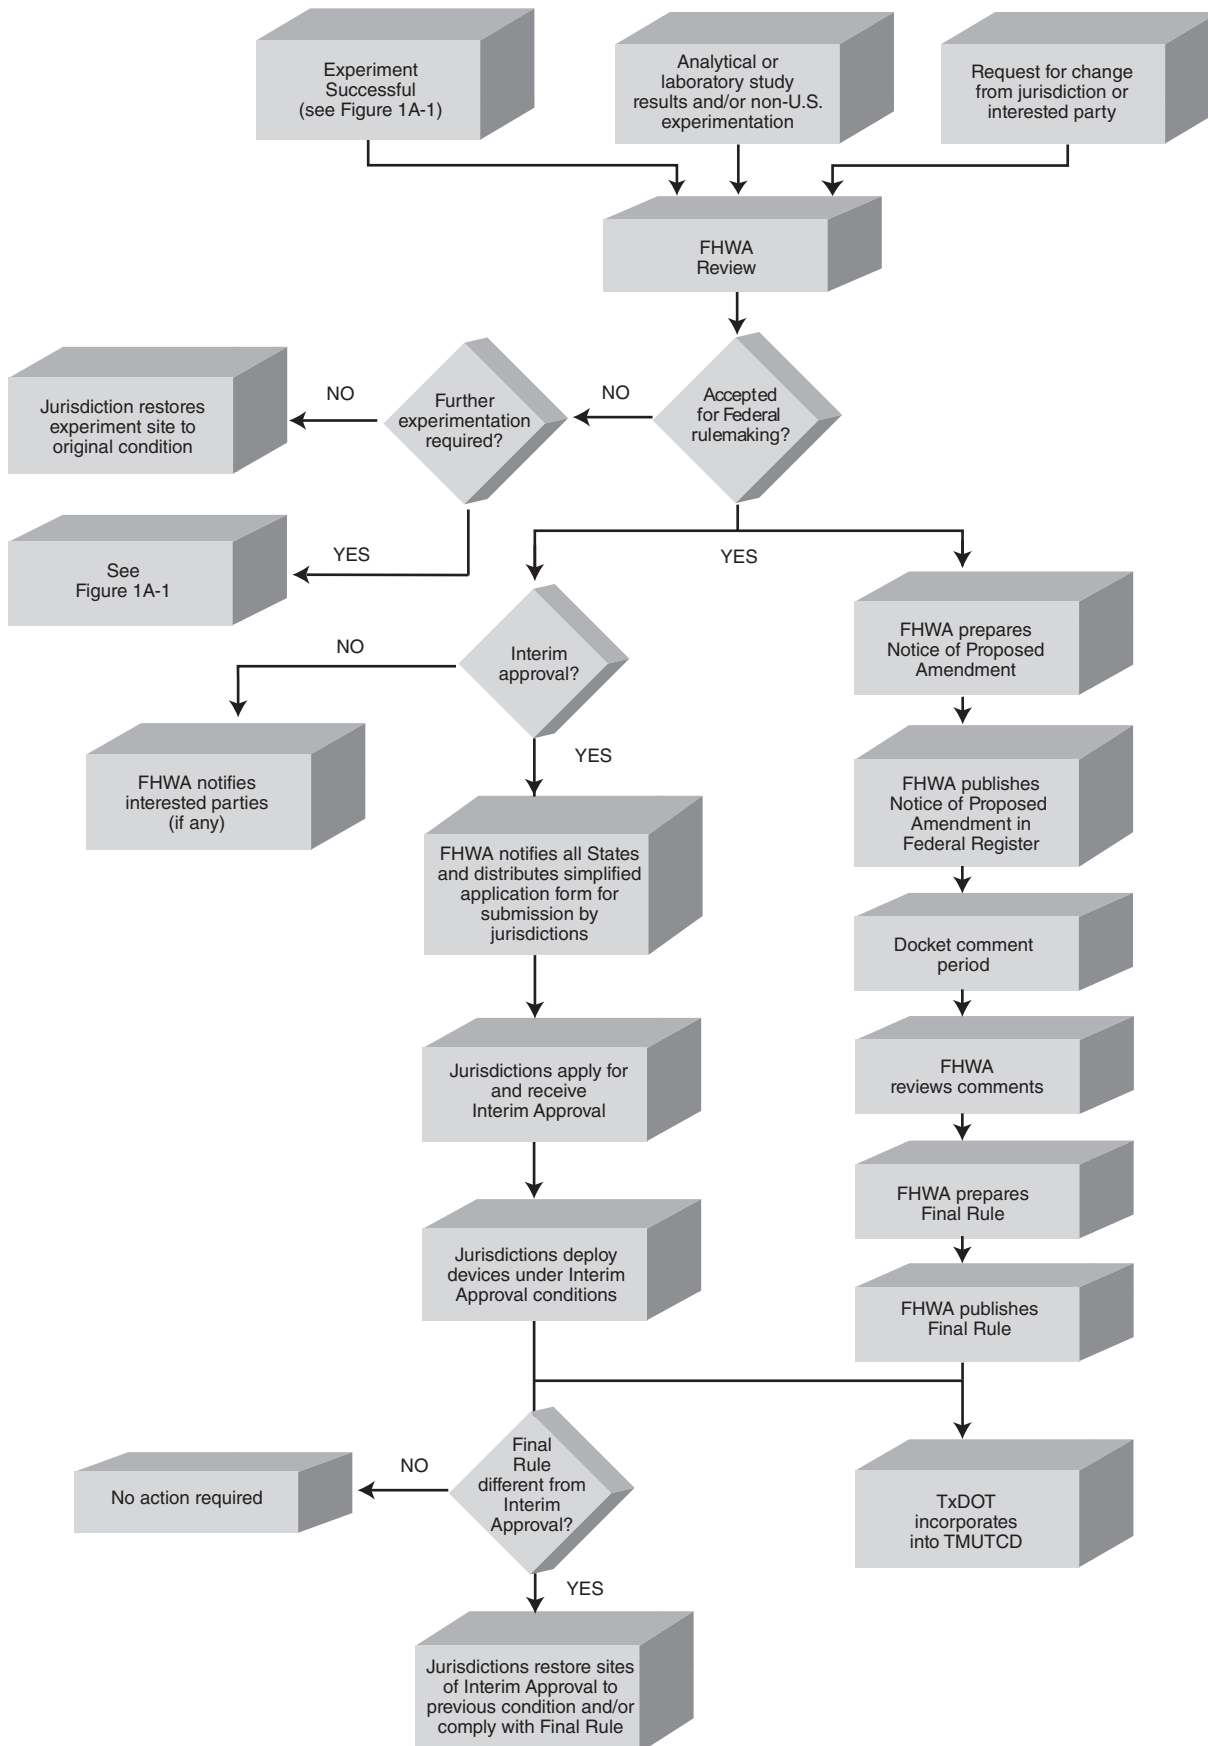 Experiment
Successful
(see Figure 1A-1)
Analytical or
laboratory study
results and/or non-U.S.
experimentation
Request for change
from jurisdiction or
interested party
FHWA
Review
Accepted
for Federal
rulemaking?
NO
Further
experimentation
required?
NO
Jurisdiction restores
experiment site to
original condition
YES
See
Figure 1A-1
YES
Interim
approval?
NO
FHWA notifies
interested parties
(if any)
YES
FHWA notifies all States
and distributes simplified
application form for
submission by
jurisdictions
Jurisdictions apply for
and receive
Interim Approval
Jurisdictions deploy
devices under Interim
Approval conditions
FHWA prepares
Notice of Proposed
Amendment
FHWA publishes
Notice of Proposed
Amendment in
Federal Register
Docket comment
period
FHWA
reviews comments
FHWA prepares
Final Rule
FHWA publishes
Final Rule
Final
Rule
different from
Interim
Approval?
NO
No action required
YES
Jurisdictions restore sites
of Interim Approval to
previous condition and/or
comply with Final Rule
TxDOT
incorporates
into TMUTCD